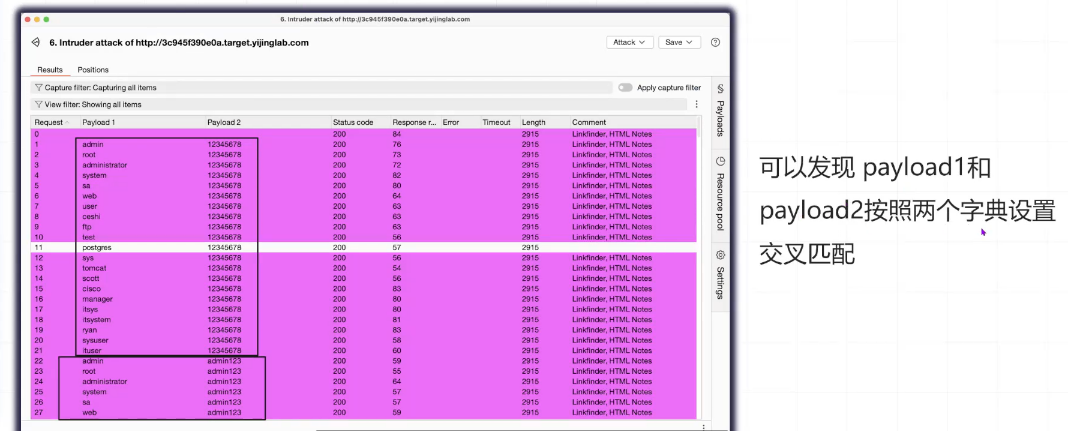 6. Intruder attack of http://3c945f390e0a.target.yijinglab.com
6. Intruder attack of http://3c945f390e0a.target.yijinglab.com
Attack
Save
Results Positions
Capture filter: Capturing all items
Apply capture filter
View filter: Showing all items
Request Payload 1 Payload 2 Status code Response r... Error Timeout Length Comment
0 200 84 2915 Linkfinder, HTML Notes
1 admin 12345678 200 76 2915 Linkfinder, HTML Notes
2 root 12345678 200 73 2915 Linkfinder, HTML Notes
3 administrator 12345678 200 72 2915 Linkfinder, HTML Notes
4 system 12345678 200 82 2915 Linkfinder, HTML Notes
5 sa 12345678 200 80 2915 Linkfinder, HTML Notes
6 web 12345678 200 64 2915 Linkfinder, HTML Notes
7 user 12345678 200 63 2915 Linkfinder, HTML Notes
8 ceshi 12345678 200 63 2915 Linkfinder, HTML Notes
9 ftp 12345678 200 63 2915 Linkfinder, HTML Notes
10 test 12345678 200 56 2915 Linkfinder, HTML Notes
11 postgres 12345678 200 57 2915
12 sys 12345678 200 56 2915 Linkfinder, HTML Notes
13 tomcat 12345678 200 54 2915 Linkfinder, HTML Notes
14 scott 12345678 200 56 2915 Linkfinder, HTML Notes
15 cisco 12345678 200 83 2915 Linkfinder, HTML Notes
16 manager 12345678 200 80 2915 Linkfinder, HTML Notes
17 itsys 12345678 200 80 2915 Linkfinder, HTML Notes
18 itsystem 12345678 200 81 2915 Linkfinder, HTML Notes
19 ryan 12345678 200 83 2915 Linkfinder, HTML Notes
20 sysuser 12345678 200 58 2915 Linkfinder, HTML Notes
21 ituser 12345678 200 60 2915 Linkfinder, HTML Notes
22 admin admin123 200 59 2915 Linkfinder, HTML Notes
23 root admin123 200 55 2915 Linkfinder, HTML Notes
24 administrator admin123 200 64 2915 Linkfinder, HTML Notes
25 system admin123 200 57 2915 Linkfinder, HTML Notes
26 sa admin123 200 57 2915 Linkfinder, HTML Notes
27 web admin123 200 59 2915 Linkfinder, HTML Notes
Payloads
Resource pool
Settings
可以发现 payload1和
payload2按照两个字典设置
交叉匹配